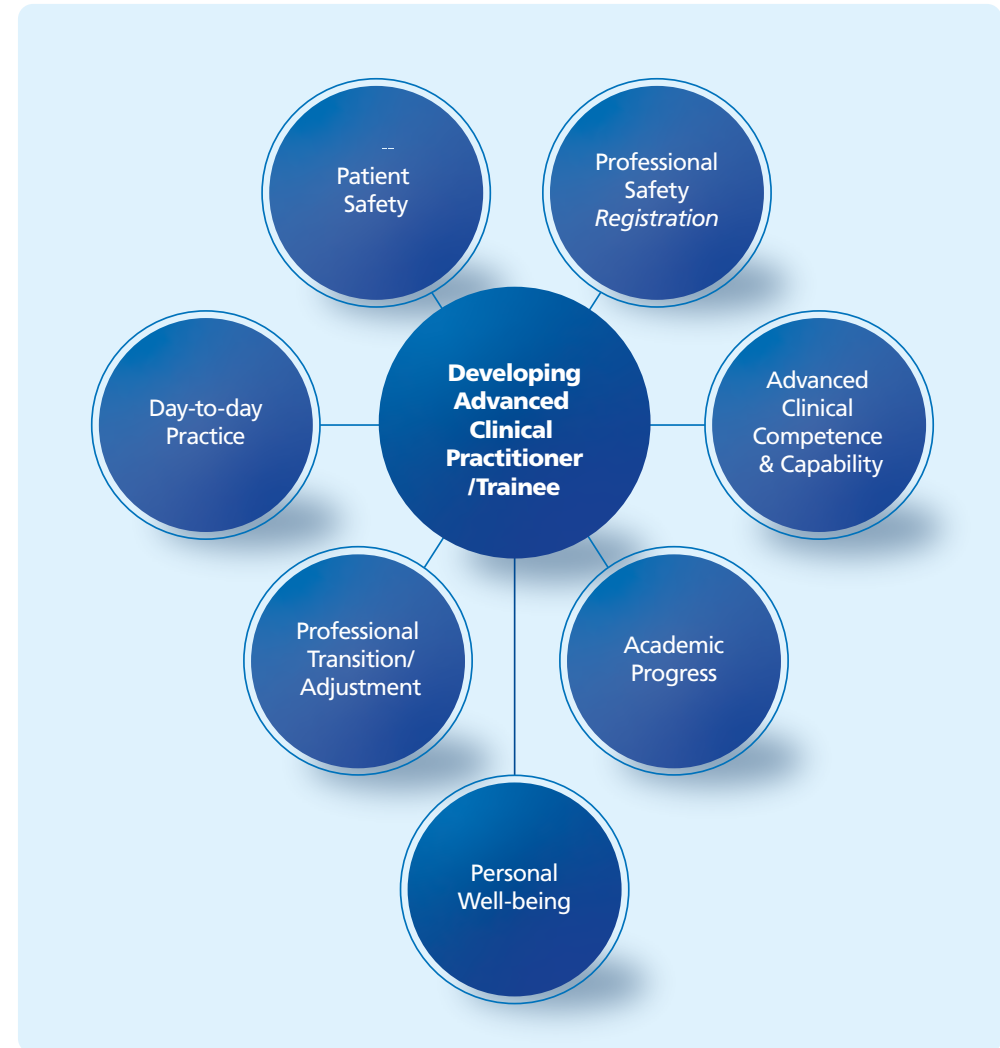 Patient
Safety
Professional
Safety
Registration
Developing
Advanced
Clinical
Practitioner
/Trainee
Day-to-day
Practice
Advanced
Clinical
Competence
& Capability
Professional
Transition/
Adjustment
Academic
Progress
Personal
Well-being